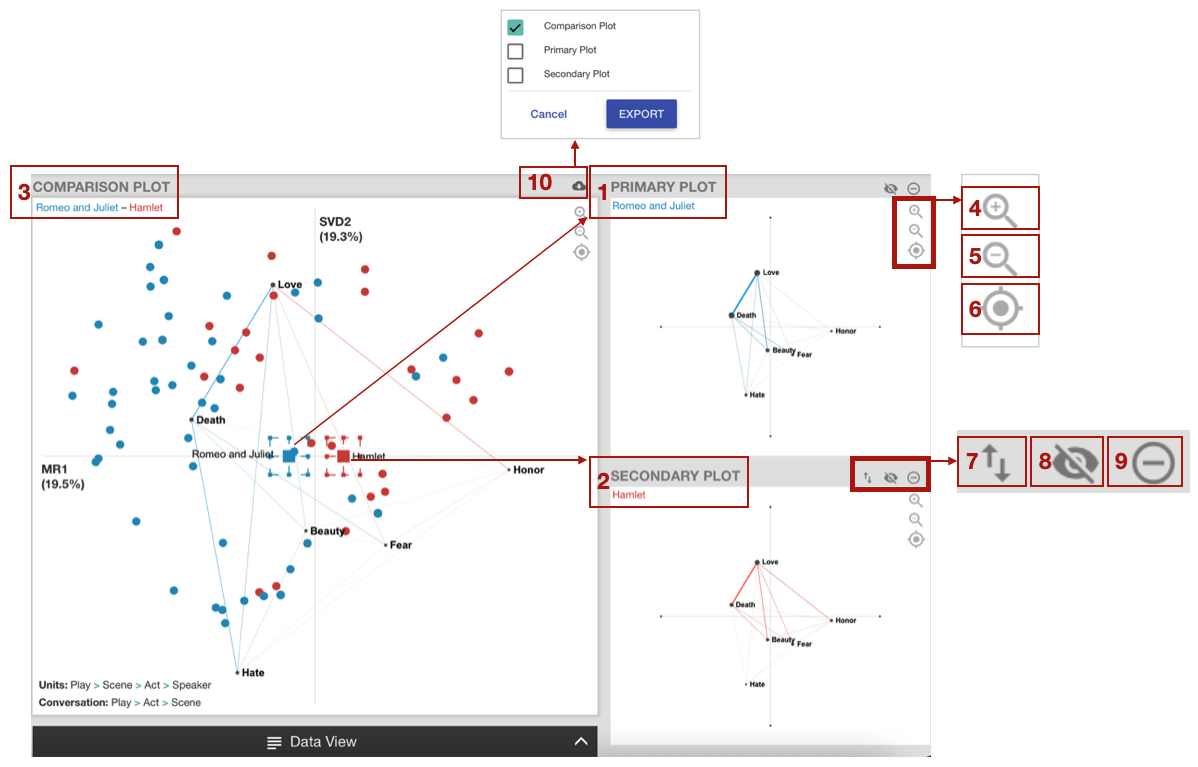 Comparison Plot
Primary Plot
Secondary Plot
Cancel
EXPORT
3
COMPARISON PLOT
Romeo and Juliet – Hamlet
10
SVD2
(19.3%)
Love
Death
Romeo and Juliet
Hamlet
MR1
(19.5%)
Honor
Beauty
Fear
Hate
Units: Play > Scene > Act > Speaker
Conversation: Play > Act > Scene
Data View
1
PRIMARY PLOT
Romeo and Juliet
Love
Death
Honor
Beauty
Fear
Hate
2
SECONDARY PLOT
Hamlet
Love
Death
Honor
Beauty
Fear
Hate
4
5
6
7
8
9